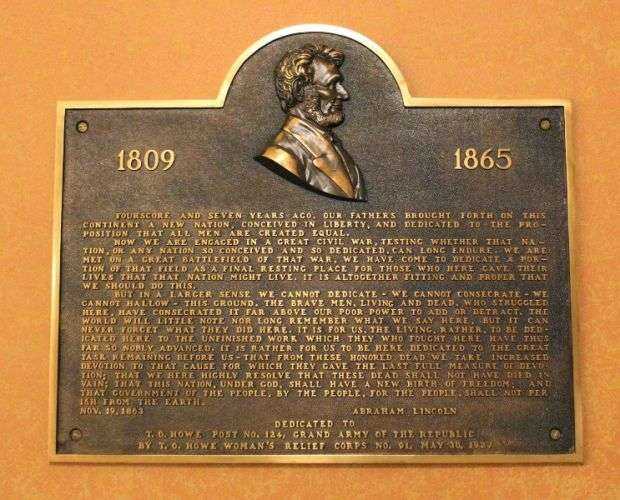 1809
1865
FOURSCORE AND SEVEN YEARS AGO, OUR FATHERS BROUGHT FORTH ON THIS
CONTINENT A NEW NATION, CONCEIVED IN LIBERTY, AND DEDICATED TO THE PRO-
POSITION THAT ALL MEN ARE CREATED EQUAL.
NOW WE ARE ENGAGED IN A GREAT CIVIL WAR, TESTING WHETHER THAT NA-
TION, OR ANY NATION SO CONCEIVED AND SO DEDICATED, CAN LONG ENDURE. WE ARE
MET ON A GREAT BATTLEFIELD OF THAT WAR. WE HAVE COME TO DEDICATE A POR-
TION OF THAT FIELD AS A FINAL RESTING PLACE FOR THOSE WHO HERE GAVE THEIR
LIVES THAT THAT NATION MIGHT LIVE. IT IS ALTOGETHER FITTING AND PROPER THAT
WE SHOULD DO THIS.
BUT IN A LARGER SENSE WE CANNOT DEDICATE - WE CANNOT CONSECRATE - WE
CANNOT HALLOW - THIS GROUND. THE BRAVE MEN, LIVING AND DEAD, WHO STRUGGLED
HERE, HAVE CONSECRATED IT FAR ABOVE OUR POOR POWER TO ADD OR DETRACT. THE
WORLD WILL LITTLE NOTE NOR LONG REMEMBER WHAT WE SAY HERE, BUT IT CAN
NEVER FORGET WHAT THEY DID HERE. IT IS FOR US, THE LIVING, RATHER, TO BE DED-
ICATED HERE TO THE UNFINISHED WORK WHICH THEY WHO FOUGHT HERE HAVE THUS
FAR SO NOBLY ADVANCED. IT IS RATHER FOR US TO BE HERE DEDICATED TO THE GREAT
TASK REMAINING BEFORE US - THAT FROM THESE HONORED DEAD WE TAKE INCREASED
DEVOTION TO THAT CAUSE FOR WHICH THEY GAVE THE LAST FULL MEASURE OF DEVO-
TION; THAT WE HERE HIGHLY RESOLVE THAT THESE DEAD SHALL NOT HAVE DIED IN
VAIN; THAT THIS NATION, UNDER GOD, SHALL HAVE A NEW BIRTH OF FREEDOM; AND
THAT GOVERNMENT OF THE PEOPLE, BY THE PEOPLE, FOR THE PEOPLE, SHALL NOT PER
ISH FROM THE EARTH.
NOV. 19, 1863 ABRAHAM LINCOLN
DEDICATED TO
T. O. HOWE POST NO. 124, GRAND ARMY OF THE REPUBLIC
BY T. O. HOWE WOMAN'S RELIEF CORPS NO. 91, MAY 30, 1927